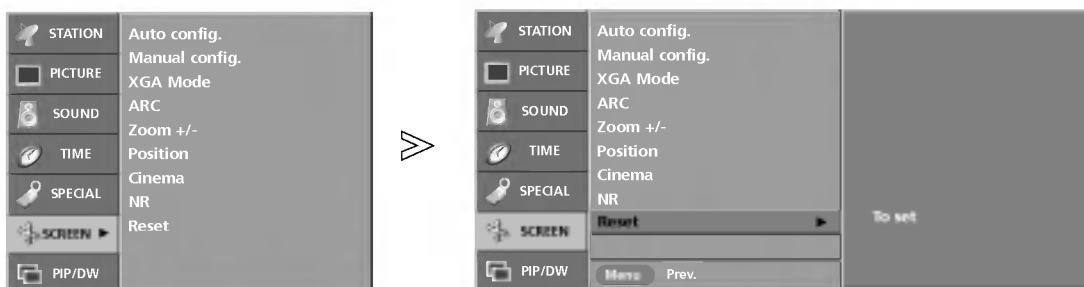 STATION
PICTURE
SOUND
TIME
SPECIAL
SCREEN
PIP/DW
Auto config.
Manual config.
XGA Mode
ARC
Zoom +/-
Position
Cinema
NR
Reset
STATION
PICTURE
SOUND
TIME
SPECIAL
SCREEN
PIP/DW
Auto config.
Manual config.
XGA Mode
ARC
Zoom +/-
Position
Cinema
NR
Reset
To set
Menu Prev.